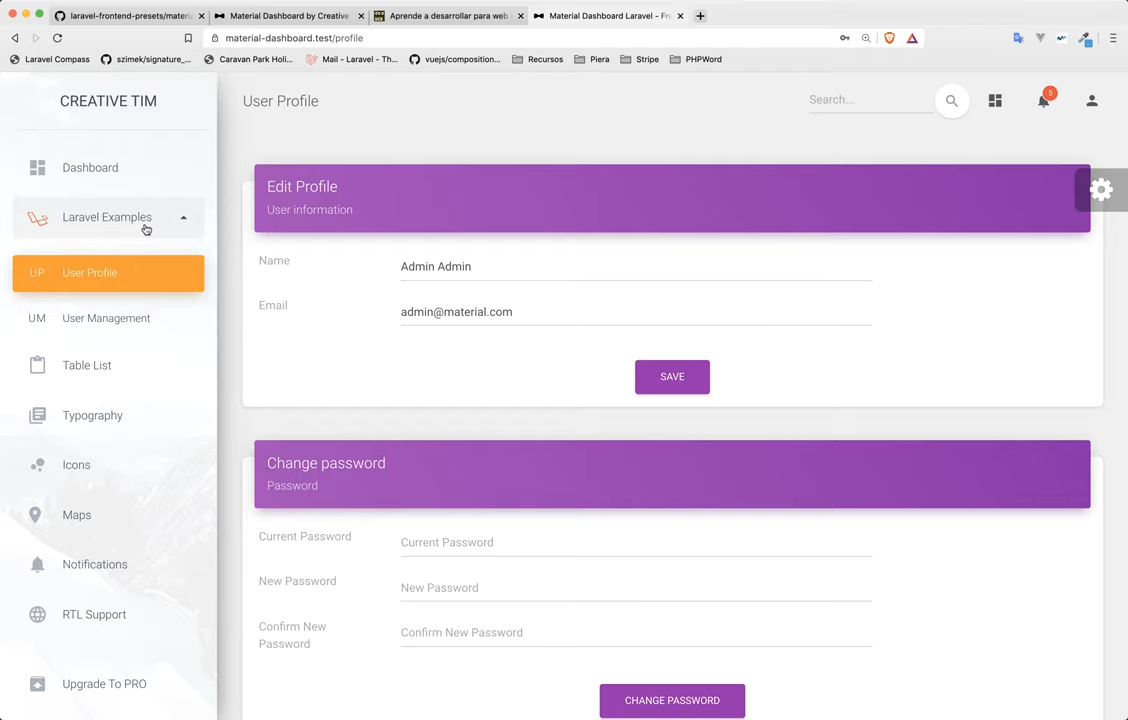 laravel-frontend-presets/materia
Material Dashboard by Creative
Aprende a desarrollar para web
Material Dashboard Laravel - Fre
material-dashboard.test/profile
Laravel Compass
szimek/signature_...
Caravan Park Holi...
Mail - Laravel - Th...
vuejs/composition...
Recursos
Piera
Stripe
PHPWord
CREATIVE TIM
User Profile
Search...
5
Dashboard
Laravel Examples
UP User Profile
UM User Management
Table List
Typography
Icons
Maps
Notifications
RTL Support
Upgrade To PRO
Edit Profile
User information
Name
Admin Admin
Email
admin@material.com
SAVE
Change password
Password
Current Password
Current Password
New Password
New Password
Confirm New
Password
Confirm New Password
CHANGE PASSWORD